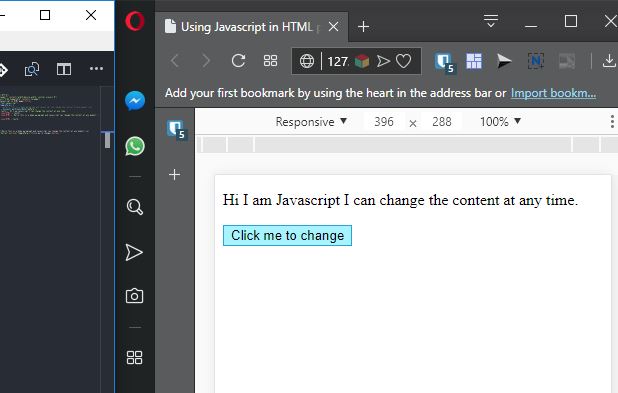 Using Javascript in HTML
127.
5
Add your first bookmark by using the heart in the address bar or Import bookm...
5
Responsive
396 × 288
100%
Hi I am Javascript I can change the content at any time.
Click me to change